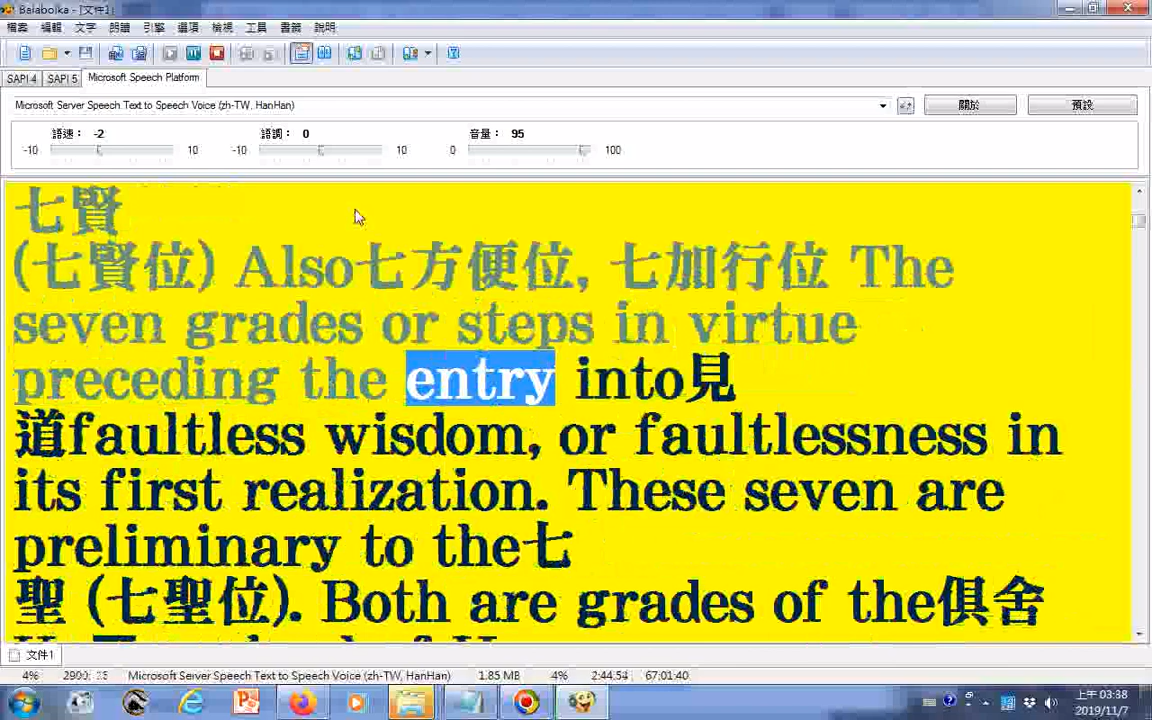 Balabolka - [文件1]
檔案 編輯 文字 朗讀 引擎 選項 檢視 工具 書籤 說明
SAPI 4 SAPI 5 Microsoft Speech Platform
Microsoft Server Speech Text to Speech Voice (zh-TW, HanHan) 關於 預設
語速： -2 語調： 0 音量： 95
-10 10 -10 10 0 100
七賢
(七賢位) Also七方便位, 七加行位 The
seven grades or steps in virtue
preceding the entry into見
道faultless wisdom, or faultlessness in
its first realization. These seven are
preliminary to the七
聖 (七聖位). Both are grades of the俱舍
文件1
4% Microsoft Server Speech Text to Speech Voice (zh-TW, HanHan) 1.85 MB 4% 2:44:54 67:01:40
上午 03:38
2019/11/7